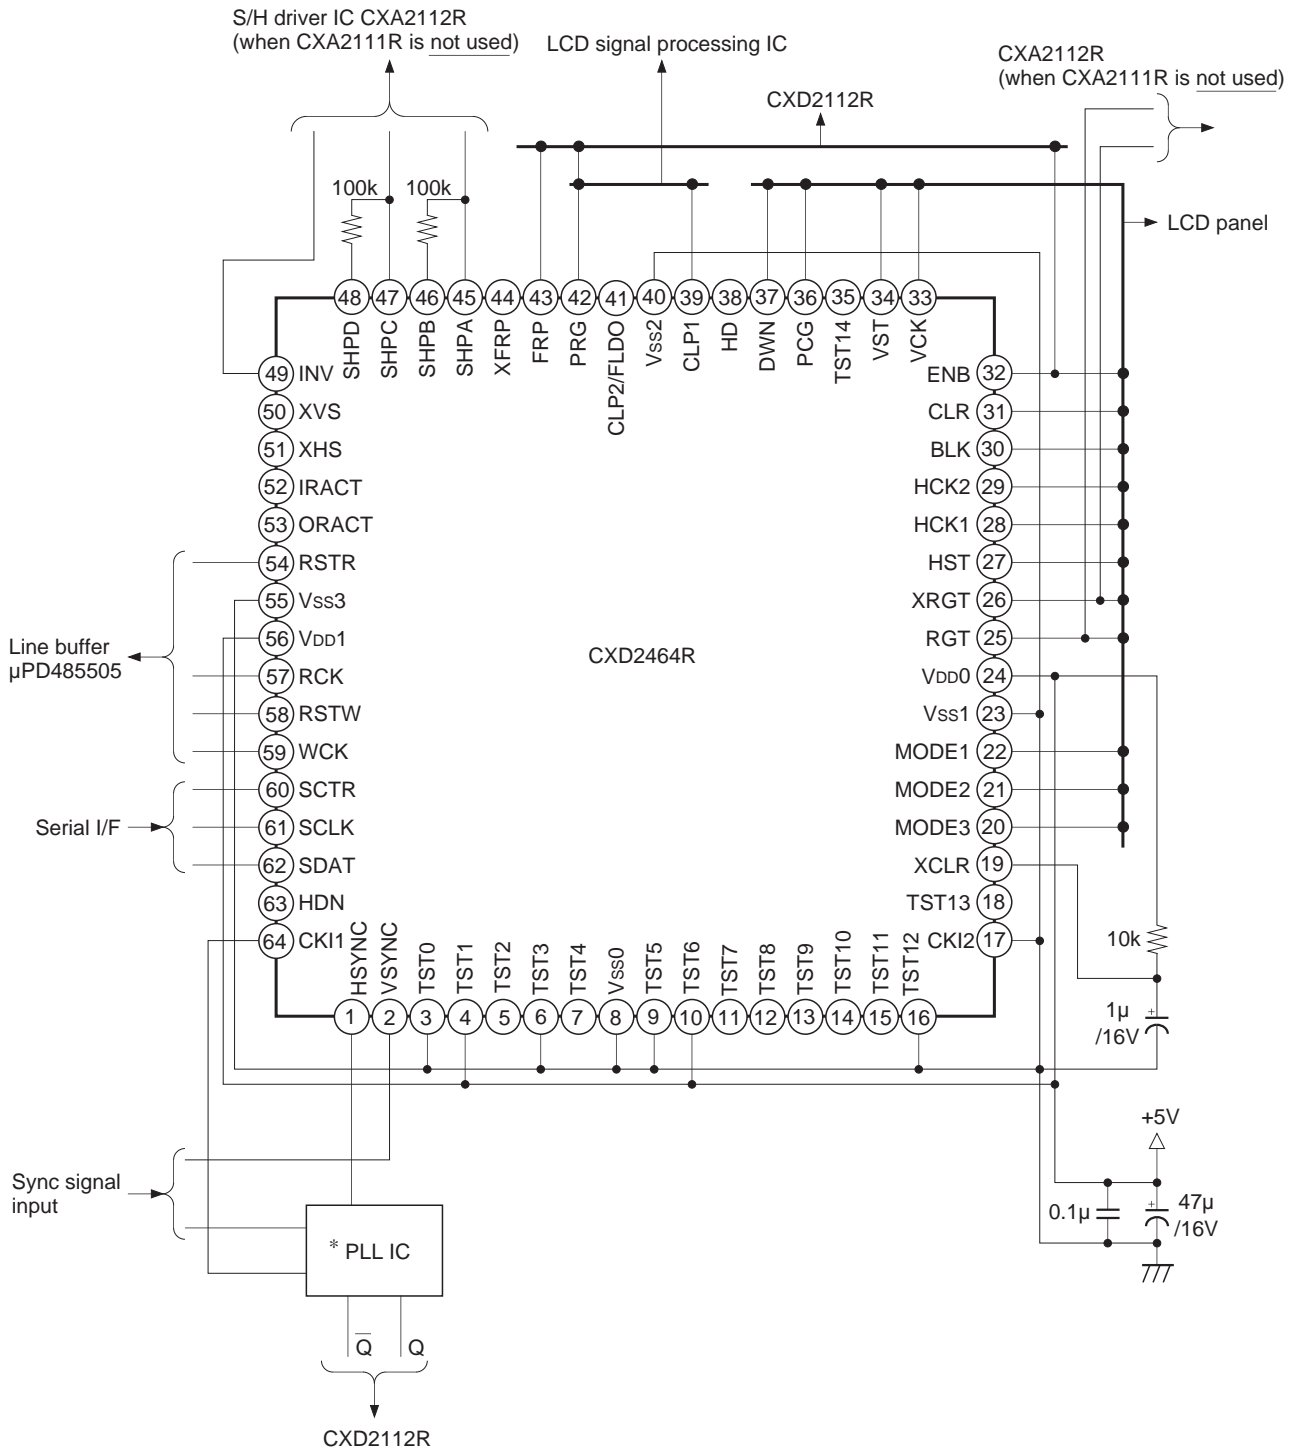 S/H driver IC CXA2112R
(when CXA2111R is not used)
LCD signal processing IC
CXA2112R
(when CXA2111R is not used)
CXD2112R
100k
100k
LCD panel
48
47
46
45
44
43
42
41
40
39
38
37
36
35
34
33
SHPD
SHPC
SHPB
SHPA
XFRP
FRP
PRG
CLP2/FLDO
VSS2
CLP1
HD
DWN
PCG
TST14
VST
VCK
49 INV
50 XVS
51 XHS
52 IRACT
53 ORACT
54 RSTR
55 VSS3
56 VDD1
57 RCK
58 RSTW
59 WCK
60 SCTR
61 SCLK
62 SDAT
63 HDN
64 CKI1
Line buffer
µPD485505
Serial I/F
CXD2464R
ENB 32
CLR 31
BLK 30
HCK2 29
HCK1 28
HST 27
XRGT 26
RGT 25
VDD0 24
VSS1 23
MODE1 22
MODE2 21
MODE3 20
XCLR 19
TST13 18
CKI2 17
10k
1µ
/16V
+
HSYNC
VSYNC
TST0
TST1
TST2
TST3
TST4
VSS0
TST5
TST6
TST7
TST8
TST9
TST10
TST11
TST12
1
2
3
4
5
6
7
8
9
10
11
12
13
14
15
16
+5V
0.1µ
+
47µ
/16V
Sync signal
input
* PLL IC
Q̅ Q
CXD2112R